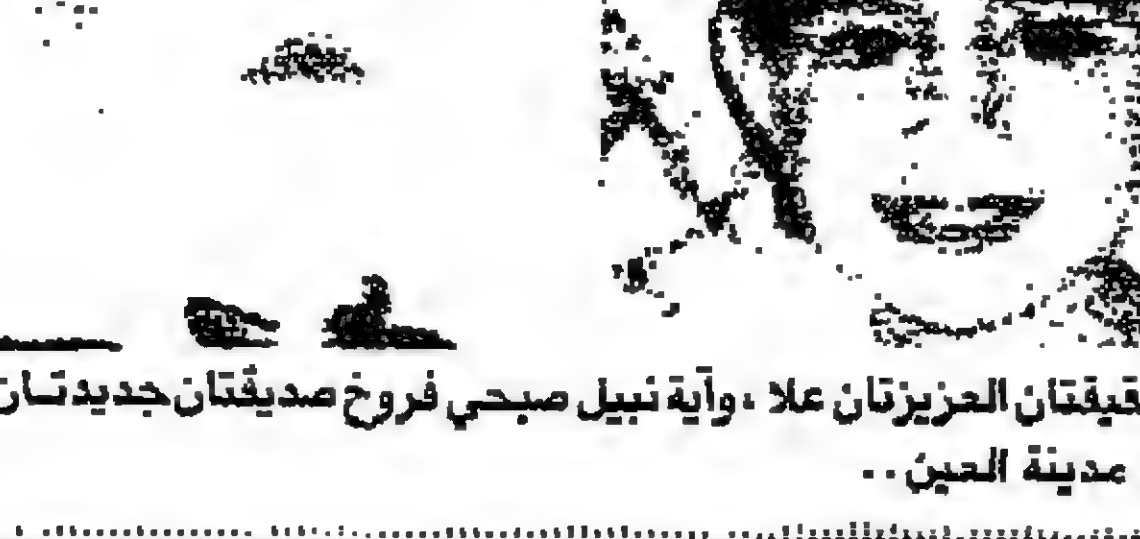 قيقتان العزيزتان علا ، وآية نبيل صبحي فروخ صديقتان جديدتان
مدينة العين ..